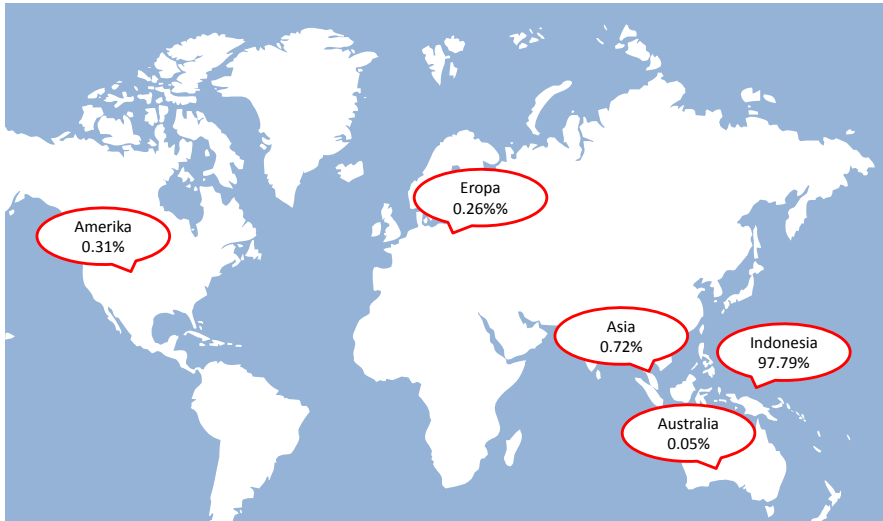 Eropa
0.26%%
Amerika
0.31%
Asia
0.72%
Indonesia
97.79%
Australia
0.05%